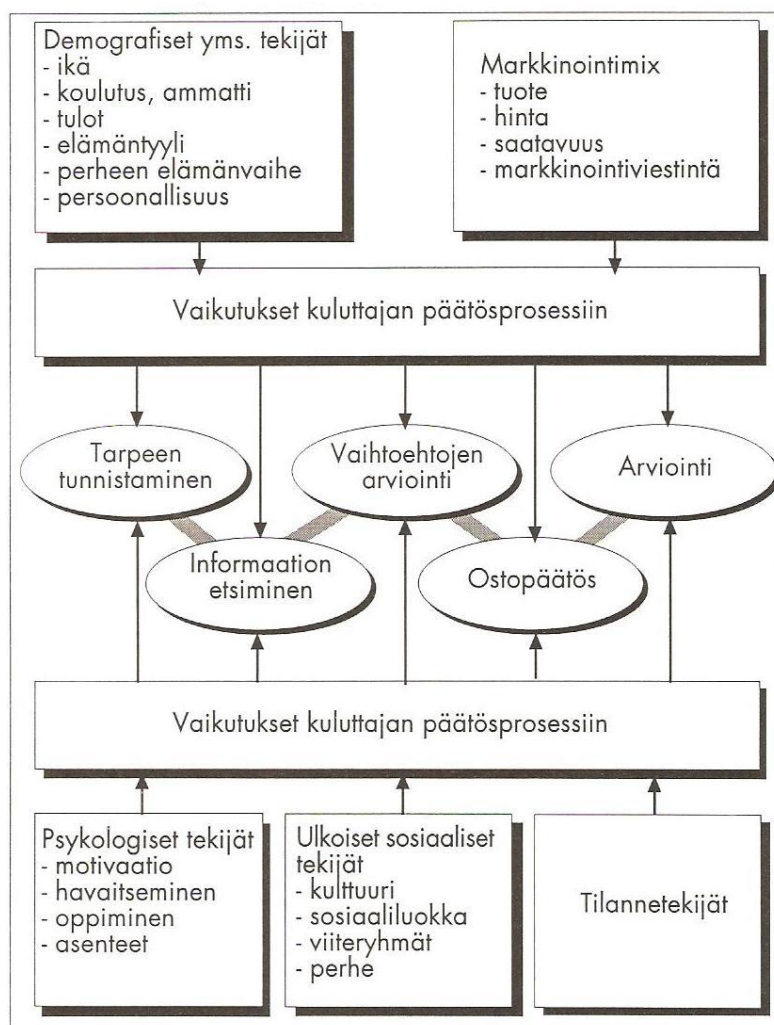 Demografiset yms. tekijät
- ikä
- koulutus, ammatti
- tulot
- elämäntyyli
- perheen elämänvaihe
- persoonallisuus
Markkinointimix
- tuote
- hinta
- saatavuus
- markkinointiviestintä
Vaikutukset kuluttajan päätösprosessiin
Tarpeen
tunnistaminen
Vaihtoehtojen
arviointi
Arviointi
Informaation
etsiminen
Ostopäätös
Vaikutukset kuluttajan päätösprosessiin
Psykologiset tekijät
- motivaatio
- havaitseminen
- oppiminen
- asenteet
Ulkoiset sosiaaliset
tekijät
- kulttuuri
- sosiaaliluokka
- viiteryhmät
- perhe
Tilannetekijät